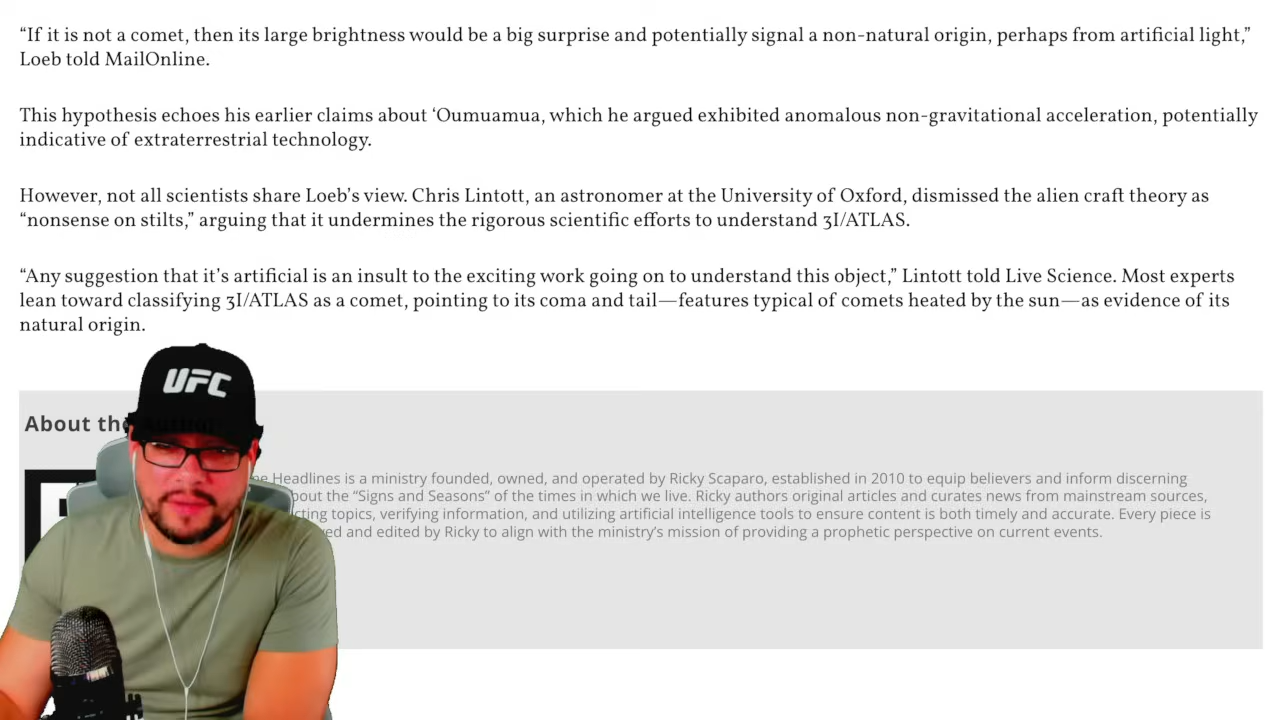 “If it is not a comet, then its large brightness would be a big surprise and potentially signal a non-natural origin, perhaps from artificial light,”
Loeb told MailOnline.
This hypothesis echoes his earlier claims about ‘Oumuamua, which he argued exhibited anomalous non-gravitational acceleration, potentially
indicative of extraterrestrial technology.
However, not all scientists share Loeb’s view. Chris Lintott, an astronomer at the University of Oxford, dismissed the alien craft theory as
“nonsense on stilts,” arguing that it undermines the rigorous scientific efforts to understand 3I/ATLAS.
“Any suggestion that it’s artificial is an insult to the exciting work going on to understand this object,” Lintott told Live Science. Most experts
lean toward classifying 3I/ATLAS as a comet, pointing to its coma and tail—features typical of comets heated by the sun—as evidence of its
natural origin.
UFC
About the
Headlines is a ministry founded, owned, and operated by Ricky Scaparo, established in 2010 to equip believers and inform discerning
the “Signs and Seasons” of the times in which we live. Ricky authors original articles and curates news from mainstream sources,
topics, verifying information, and utilizing artificial intelligence tools to ensure content is both timely and accurate. Every piece is
and edited by Ricky to align with the ministry’s mission of providing a prophetic perspective on current events.